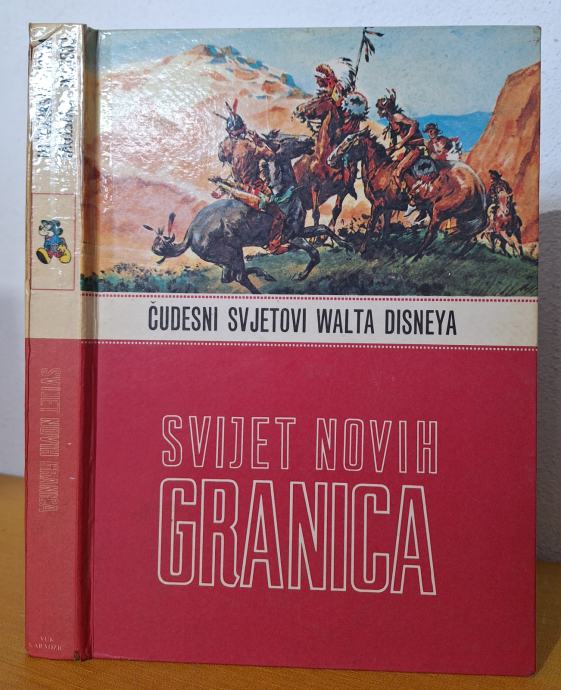 ČUDESNI SVJETOVI WALTA DISNEYA
SVIJET NOVIH
GRANICA
SVIJET NOVIH GRANICA
VUK
KARADŽIĆ